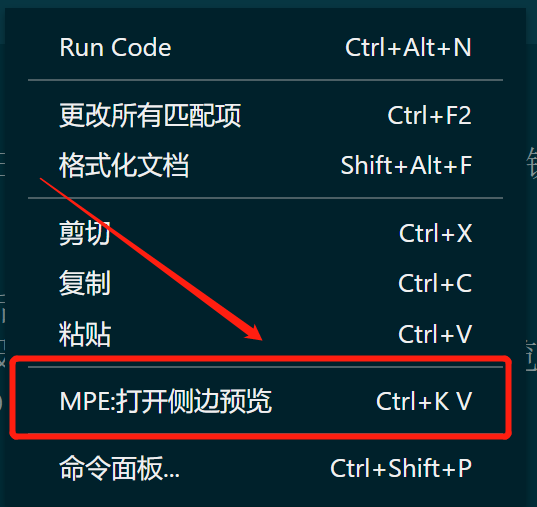 Run Code Ctrl+Alt+N
更改所有匹配项 Ctrl+F2
格式化文档 Shift+Alt+F
剪切 Ctrl+X
复制 Ctrl+C
粘贴 Ctrl+V
MPE:打开侧边预览 Ctrl+K V
命令面板... Ctrl+Shift+P